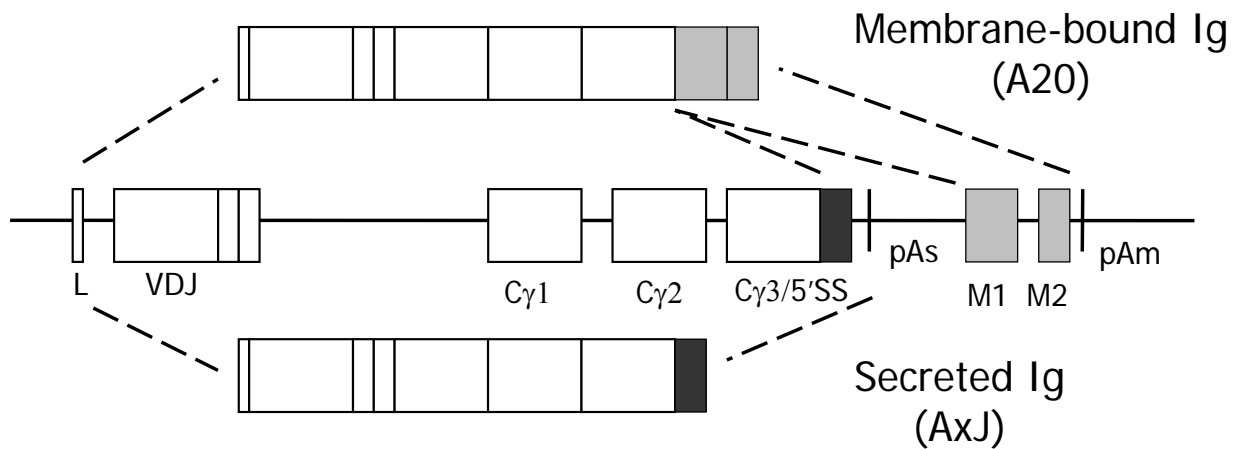 Membrane-bound Ig
(A20)
L
VDJ
Cγ1
Cγ2
Cγ3/5'SS
pAs
M1
M2
pAm
Secreted Ig
(AxJ)